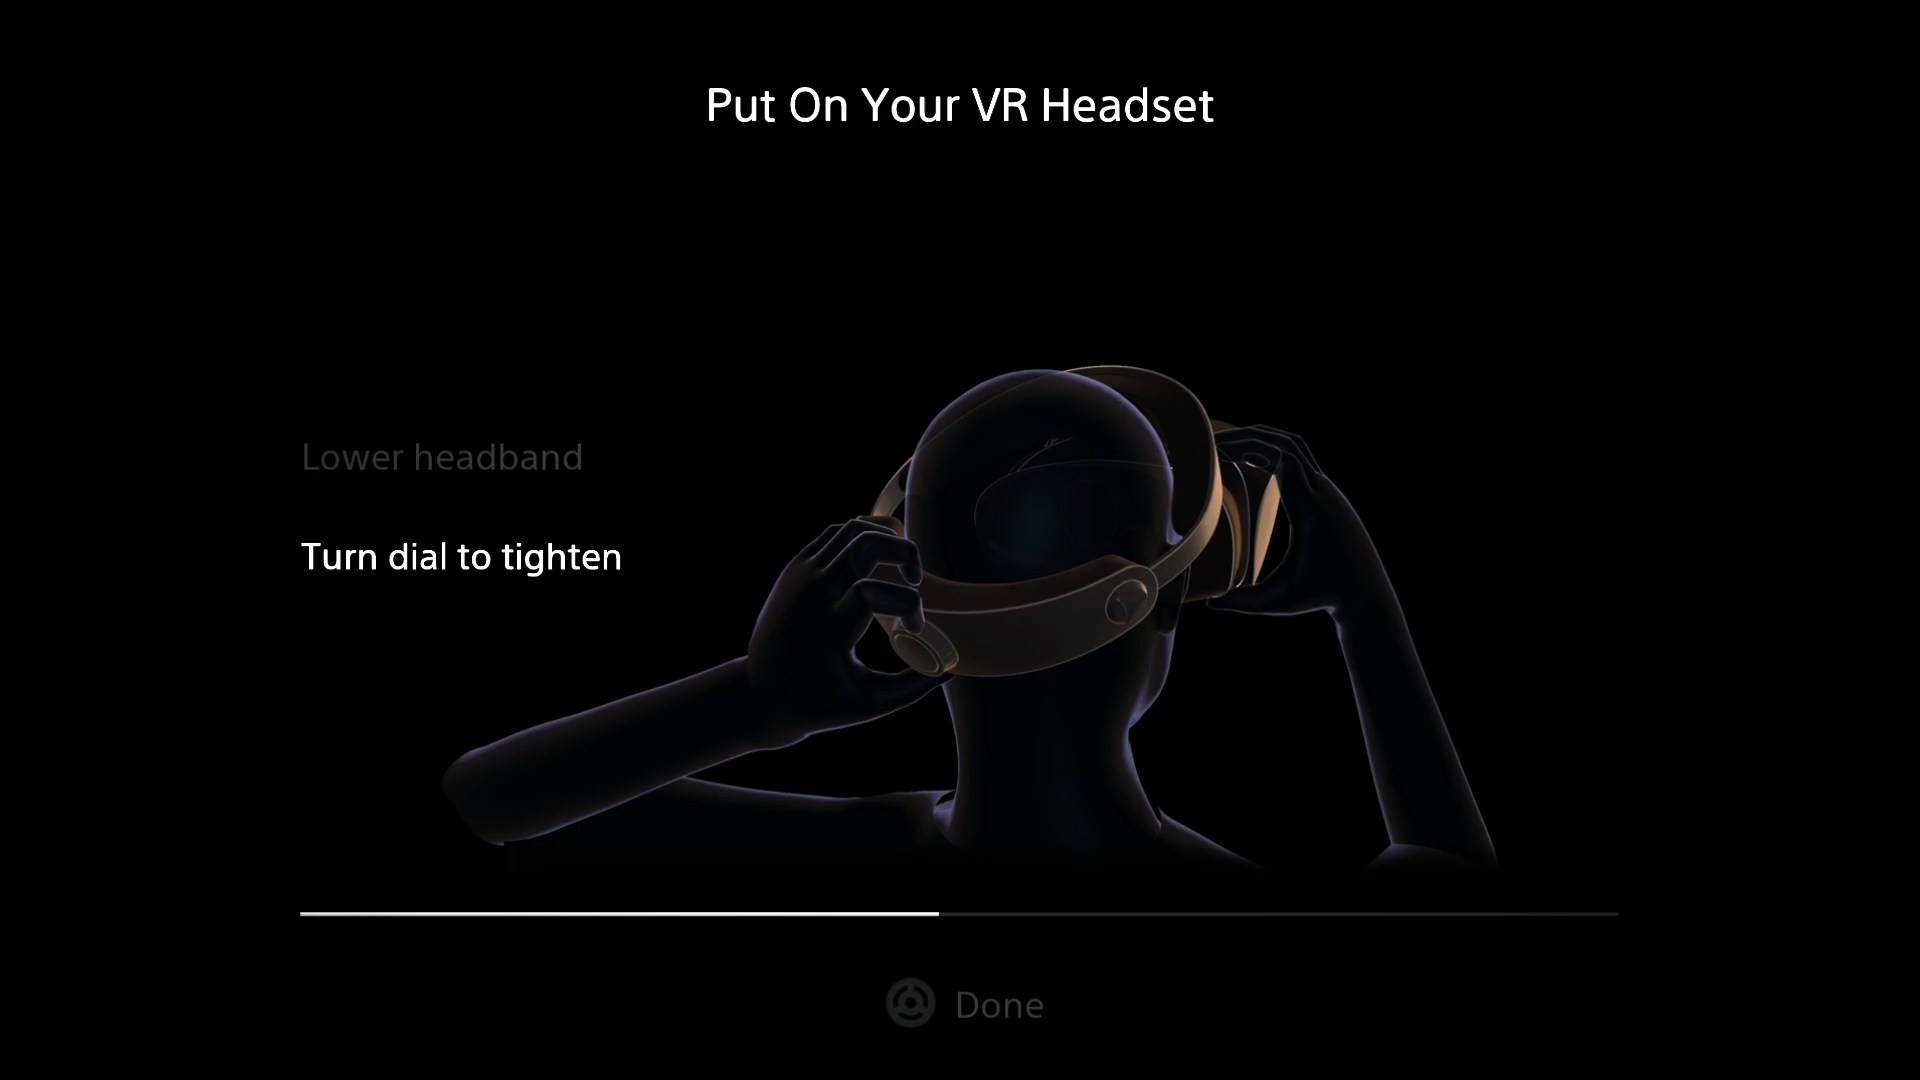 Put On Your VR Headset
Lower headband
Turn dial to tighten
Done